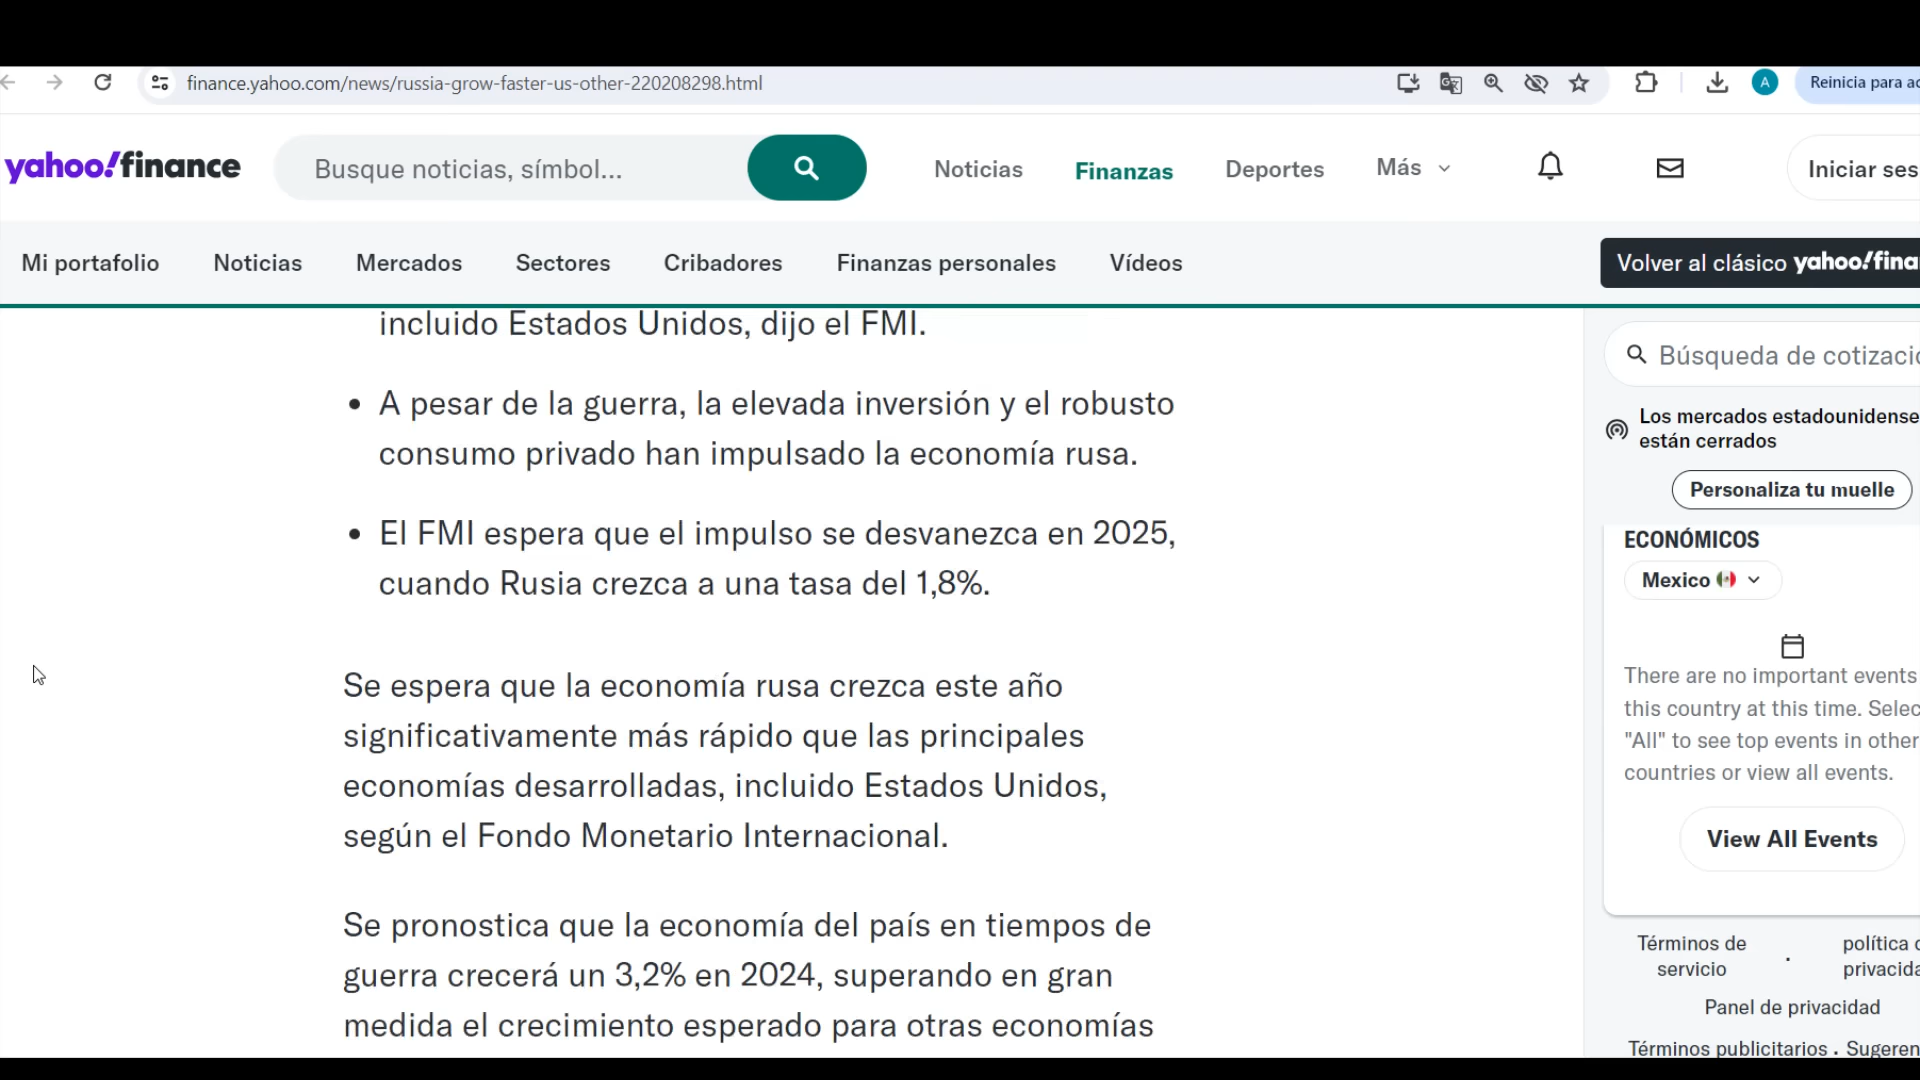 finance.yahoo.com/news/russia-grow-faster-us-other-220208298.html
A
Reinicia para ac
yahoo!finance
Busque noticias, símbol...
Noticias
Finanzas
Deportes
Más
Iniciar ses
Mi portafolio
Noticias
Mercados
Sectores
Cribadores
Finanzas personales
Vídeos
Volver al clásico yahoo!fina
incluido Estados Unidos, dijo el FMI.
• A pesar de la guerra, la elevada inversión y el robusto
consumo privado han impulsado la economía rusa.
• El FMI espera que el impulso se desvanezca en 2025,
cuando Rusia crezca a una tasa del 1,8%.
Se espera que la economía rusa crezca este año
significativamente más rápido que las principales
economías desarrolladas, incluido Estados Unidos,
según el Fondo Monetario Internacional.
Se pronostica que la economía del país en tiempos de
guerra crecerá un 3,2% en 2024, superando en gran
medida el crecimiento esperado para otras economías
Búsqueda de cotizació
Los mercados estadounidense
están cerrados
Personaliza tu muelle
ECONÓMICOS
Mexico
There are no important events
this country at this time. Selec
"All" to see top events in other
countries or view all events.
View All Events
Términos de
servicio
·
política d
privacida
Panel de privacidad
Términos publicitarios . Sugeren